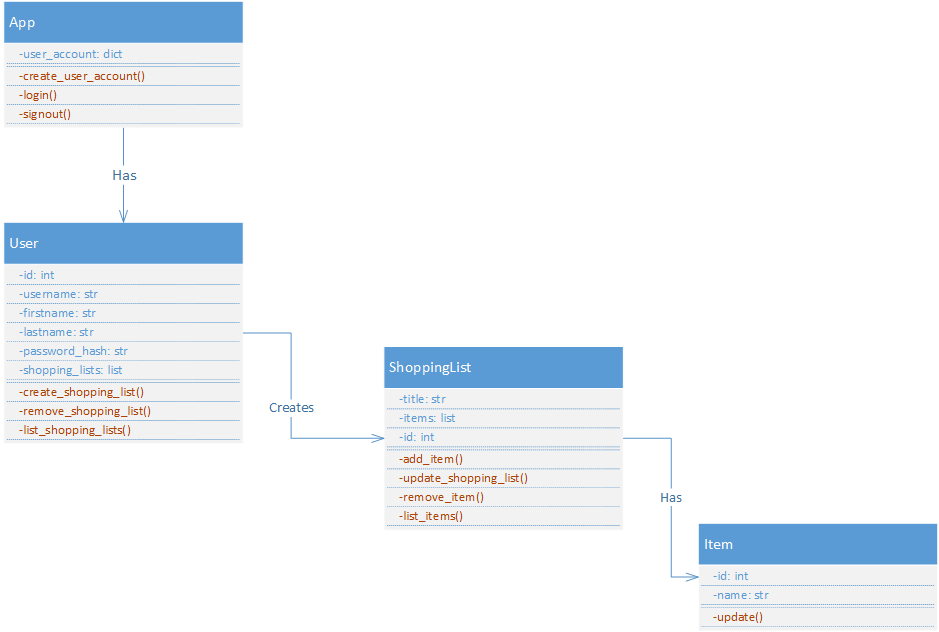 App
-user_account: dict
-create_user_account()
-login()
-signout()
Has
User
-id: int
-username: str
-firstname: str
-lastname: str
-password_hash: str
-shopping_lists: list
-create_shopping_list()
-remove_shopping_list()
-list_shopping_lists()
Creates
ShoppingList
-title: str
-items: list
-id: int
-add_item()
-update_shopping_list()
-remove_item()
-list_items()
Has
Item
-id: int
-name: str
-update()